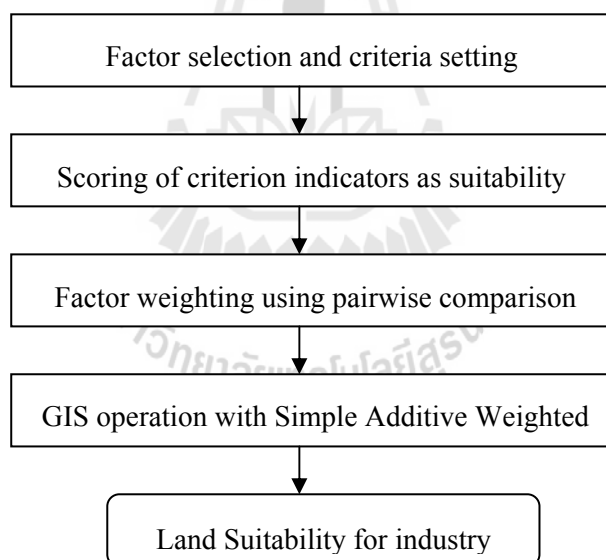 Factor selection and criteria setting
Scoring of criterion indicators as suitability
Factor weighting using pairwise comparison
GIS operation with Simple Additive Weighted
Land Suitability for industry